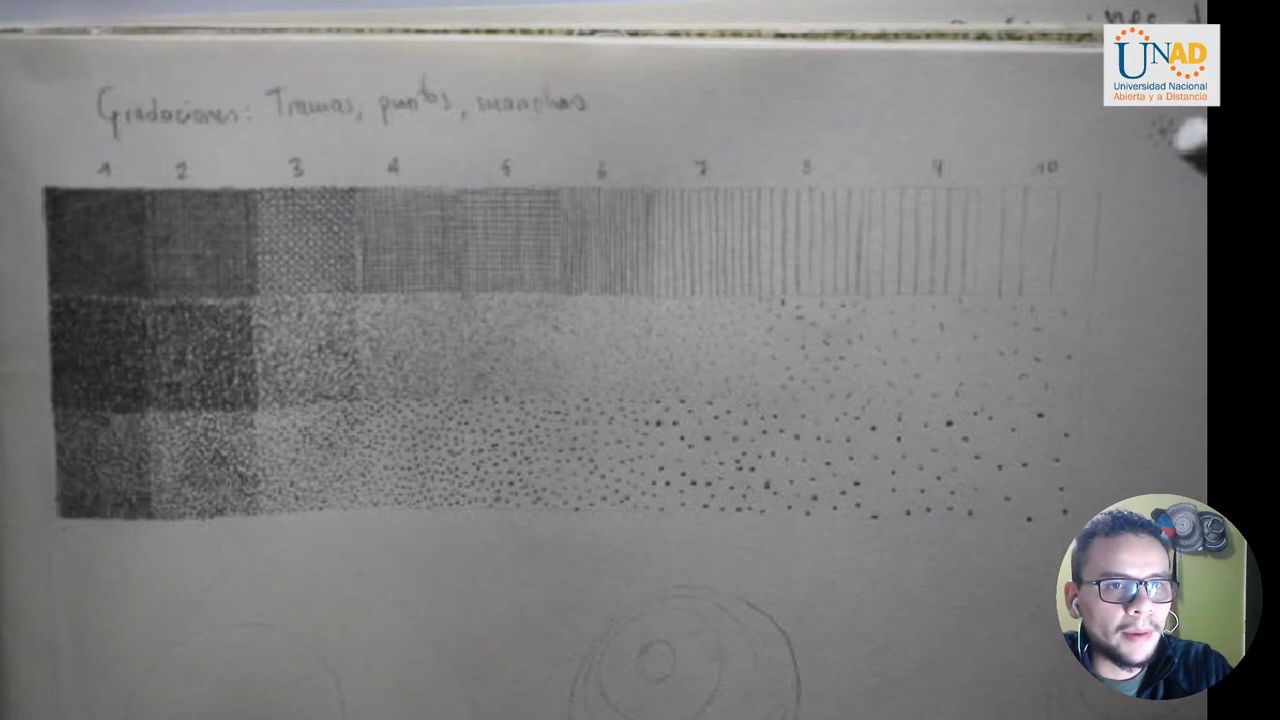 UNAD
Universidad Nacional
Abierta y a Distancia
Gradaciones: Tramas, puntos, manchas
1 2 3 4 5 6 7 8 9 10